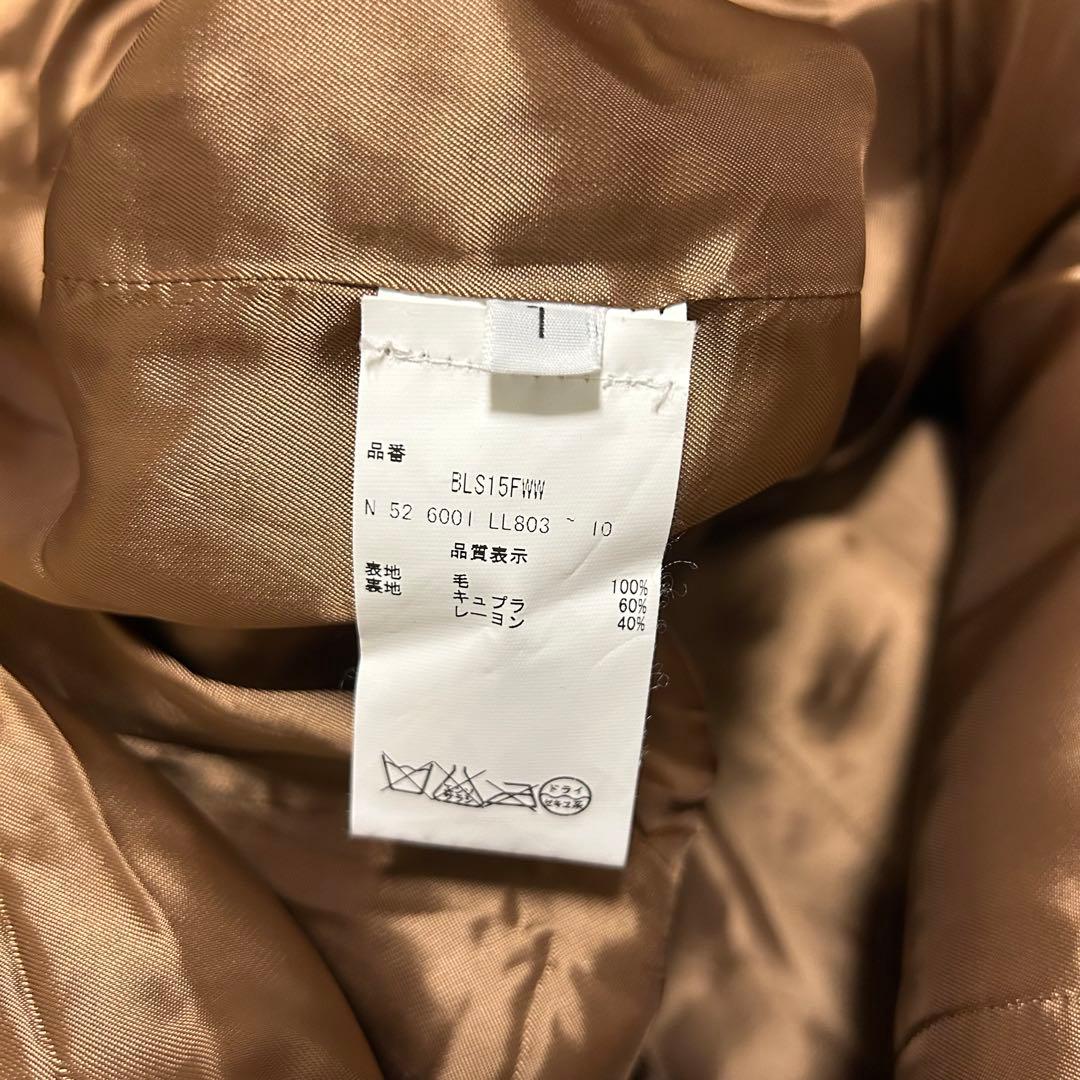 L
品番
BLS15FWW
N 52 6001 LL803 ~ 10
品質表示
表地 毛 100%
裏地 キュプラ 60%
レーヨン 40%
ドライ